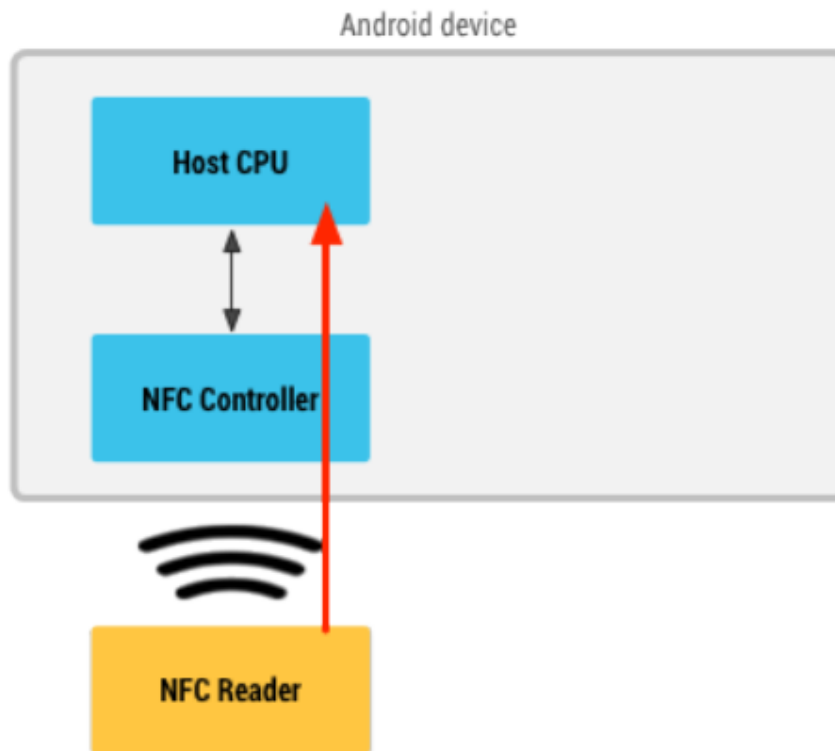 Android device
Host CPU
NFC Controller
NFC Reader